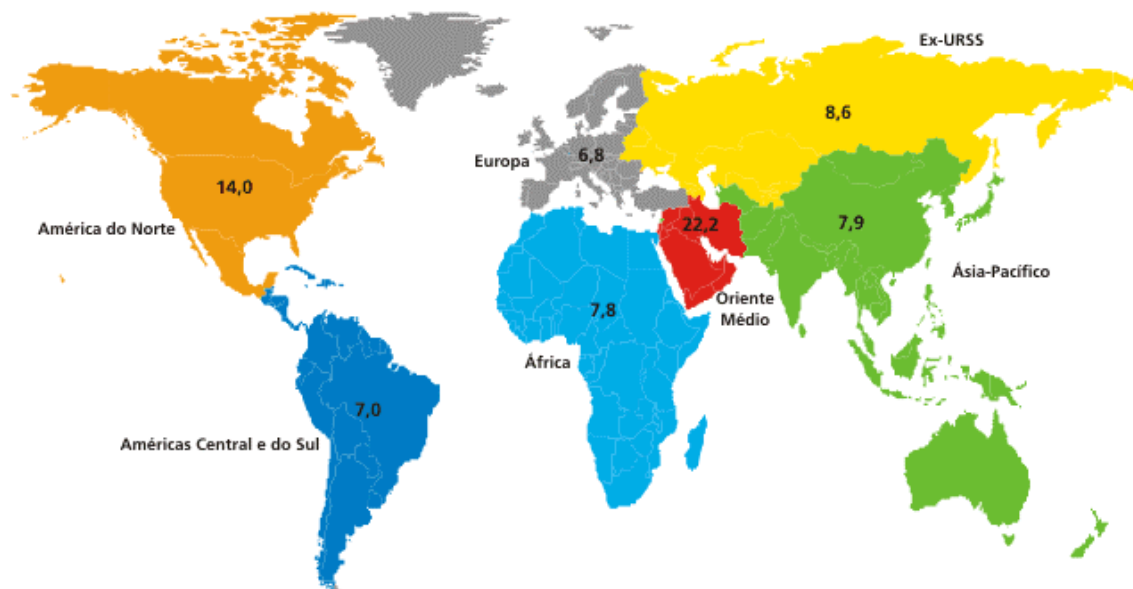 Ex-URSS
8,6
Europa
6,8
14,0
América do Norte
22,2
7,9
Ásia-Pacífico
Oriente
Médio
7,8
África
7,0
Américas Central e do Sul